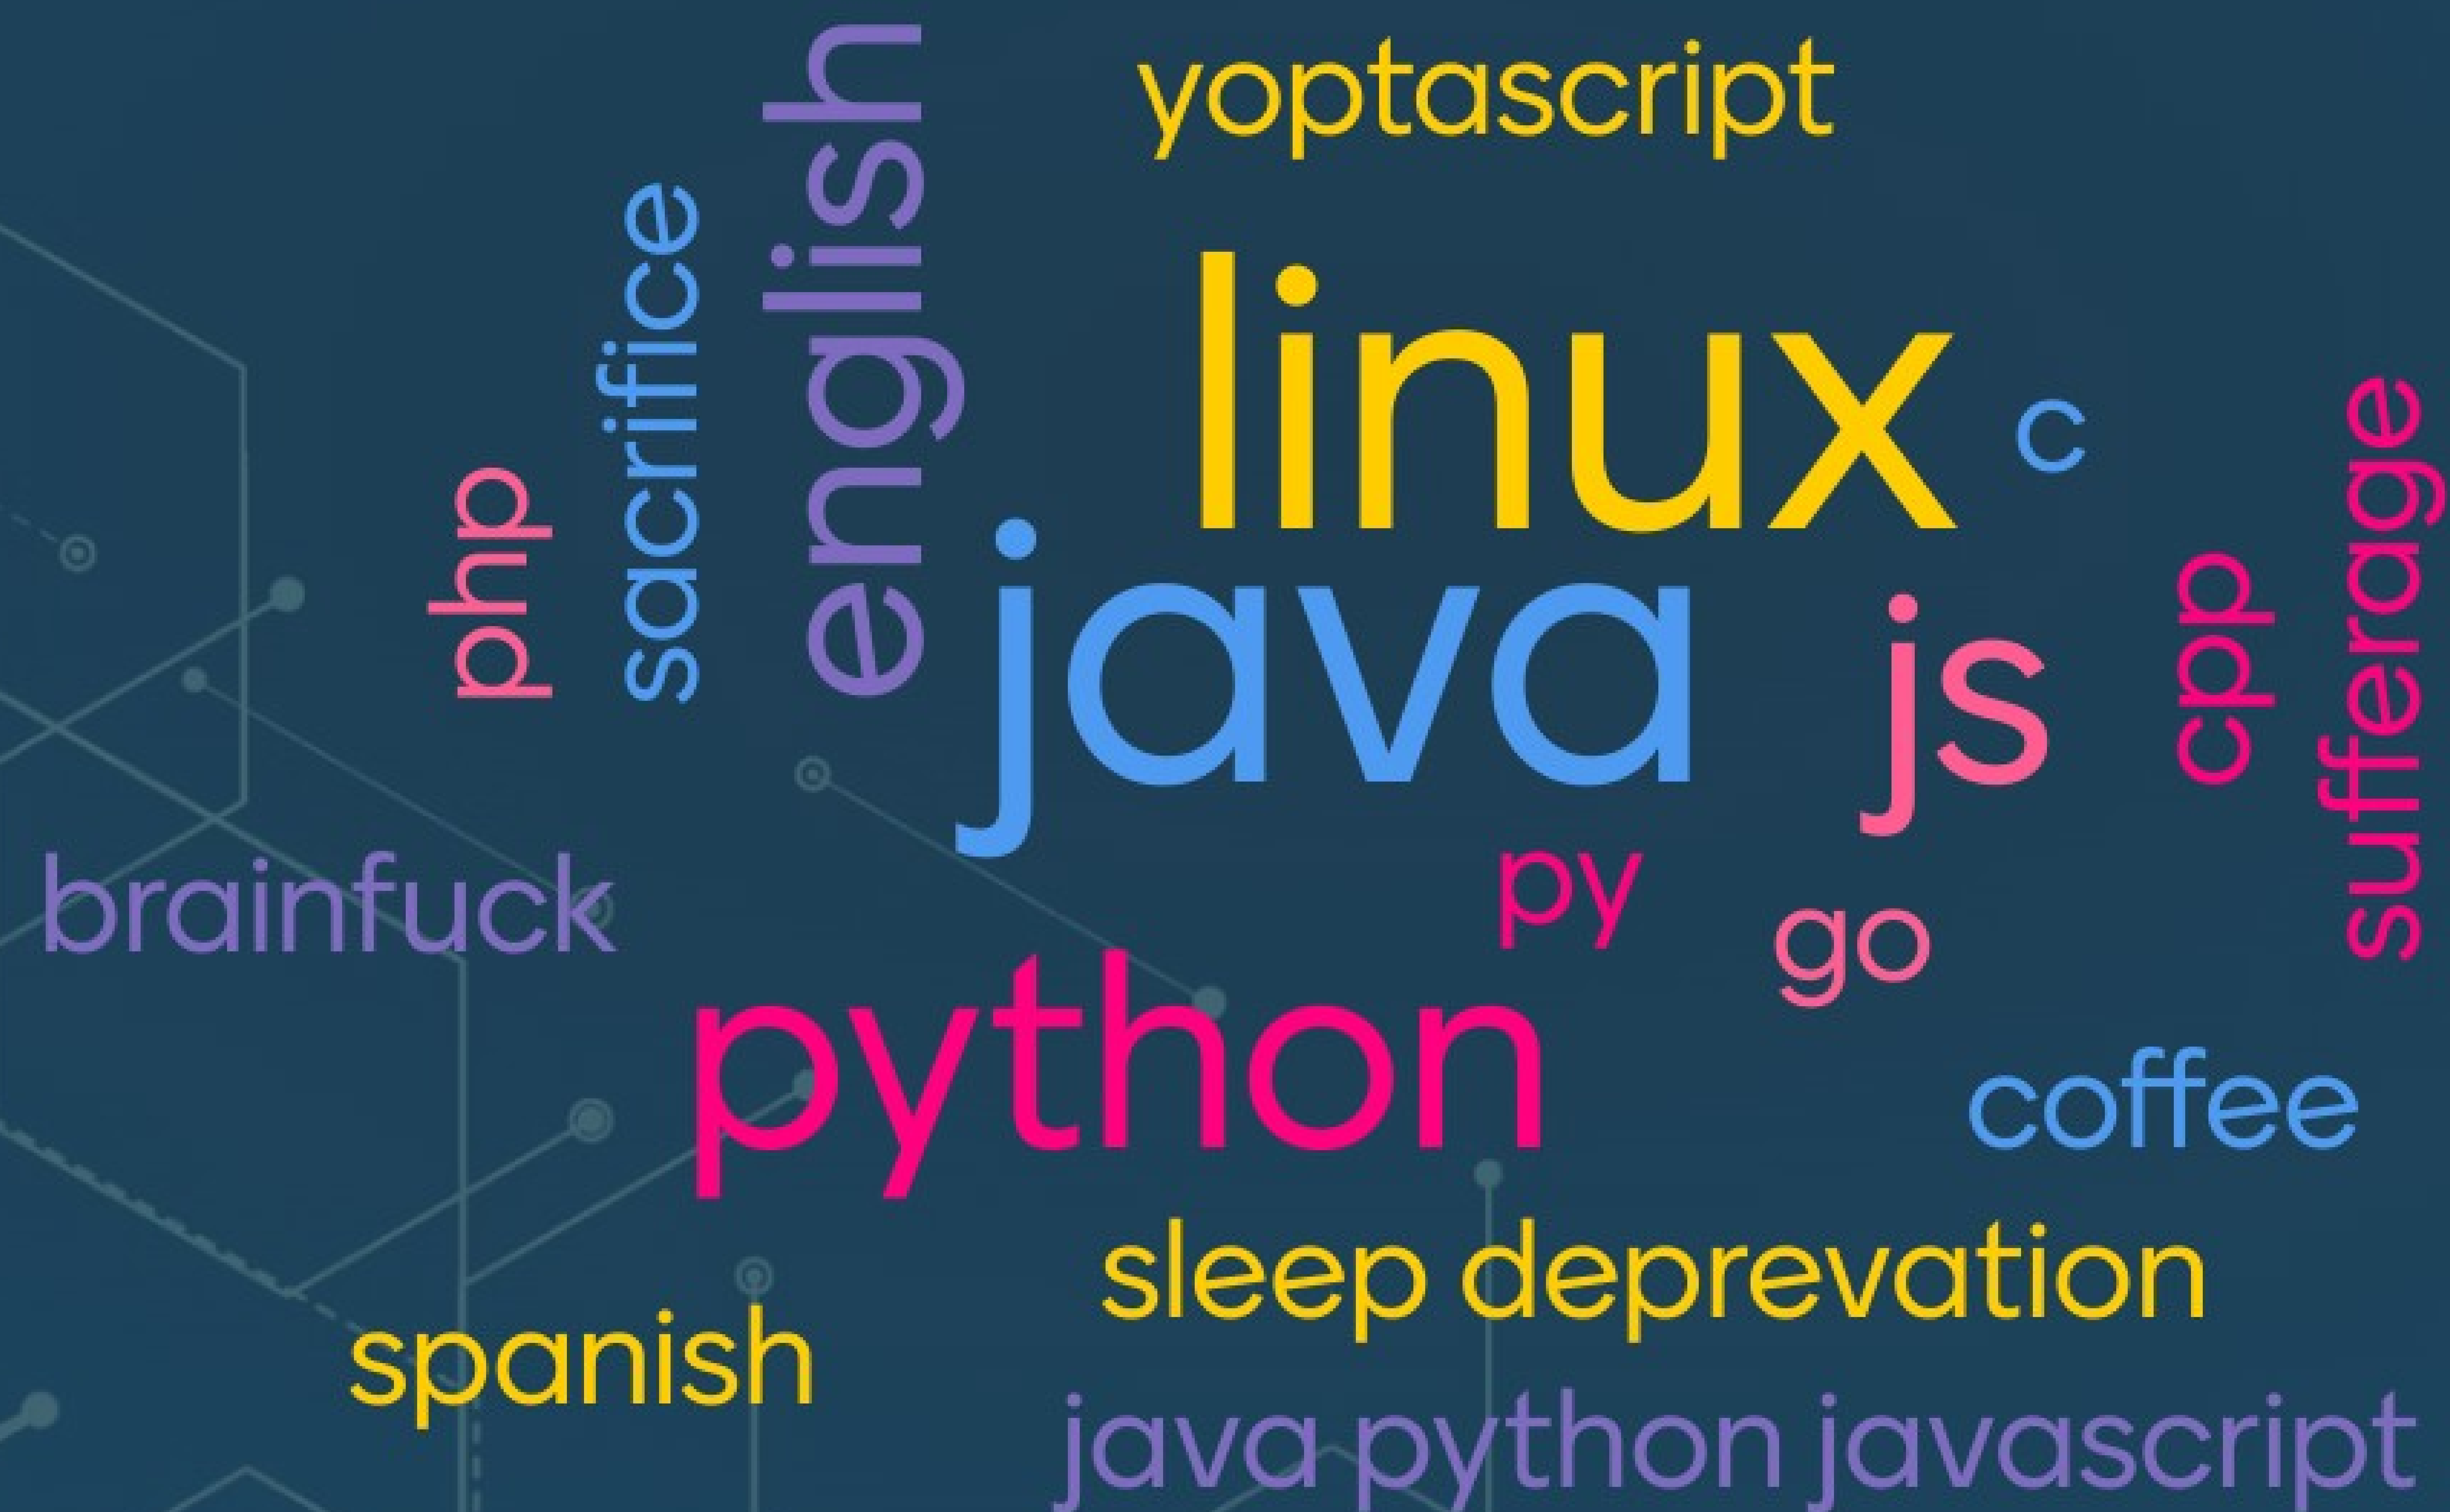 yoptascript
english
sacrifice
linux
c
php
java
js
cpp
sufferage
brainfuck
py
go
python
coffee
sleep deprevation
spanish
java python javascript